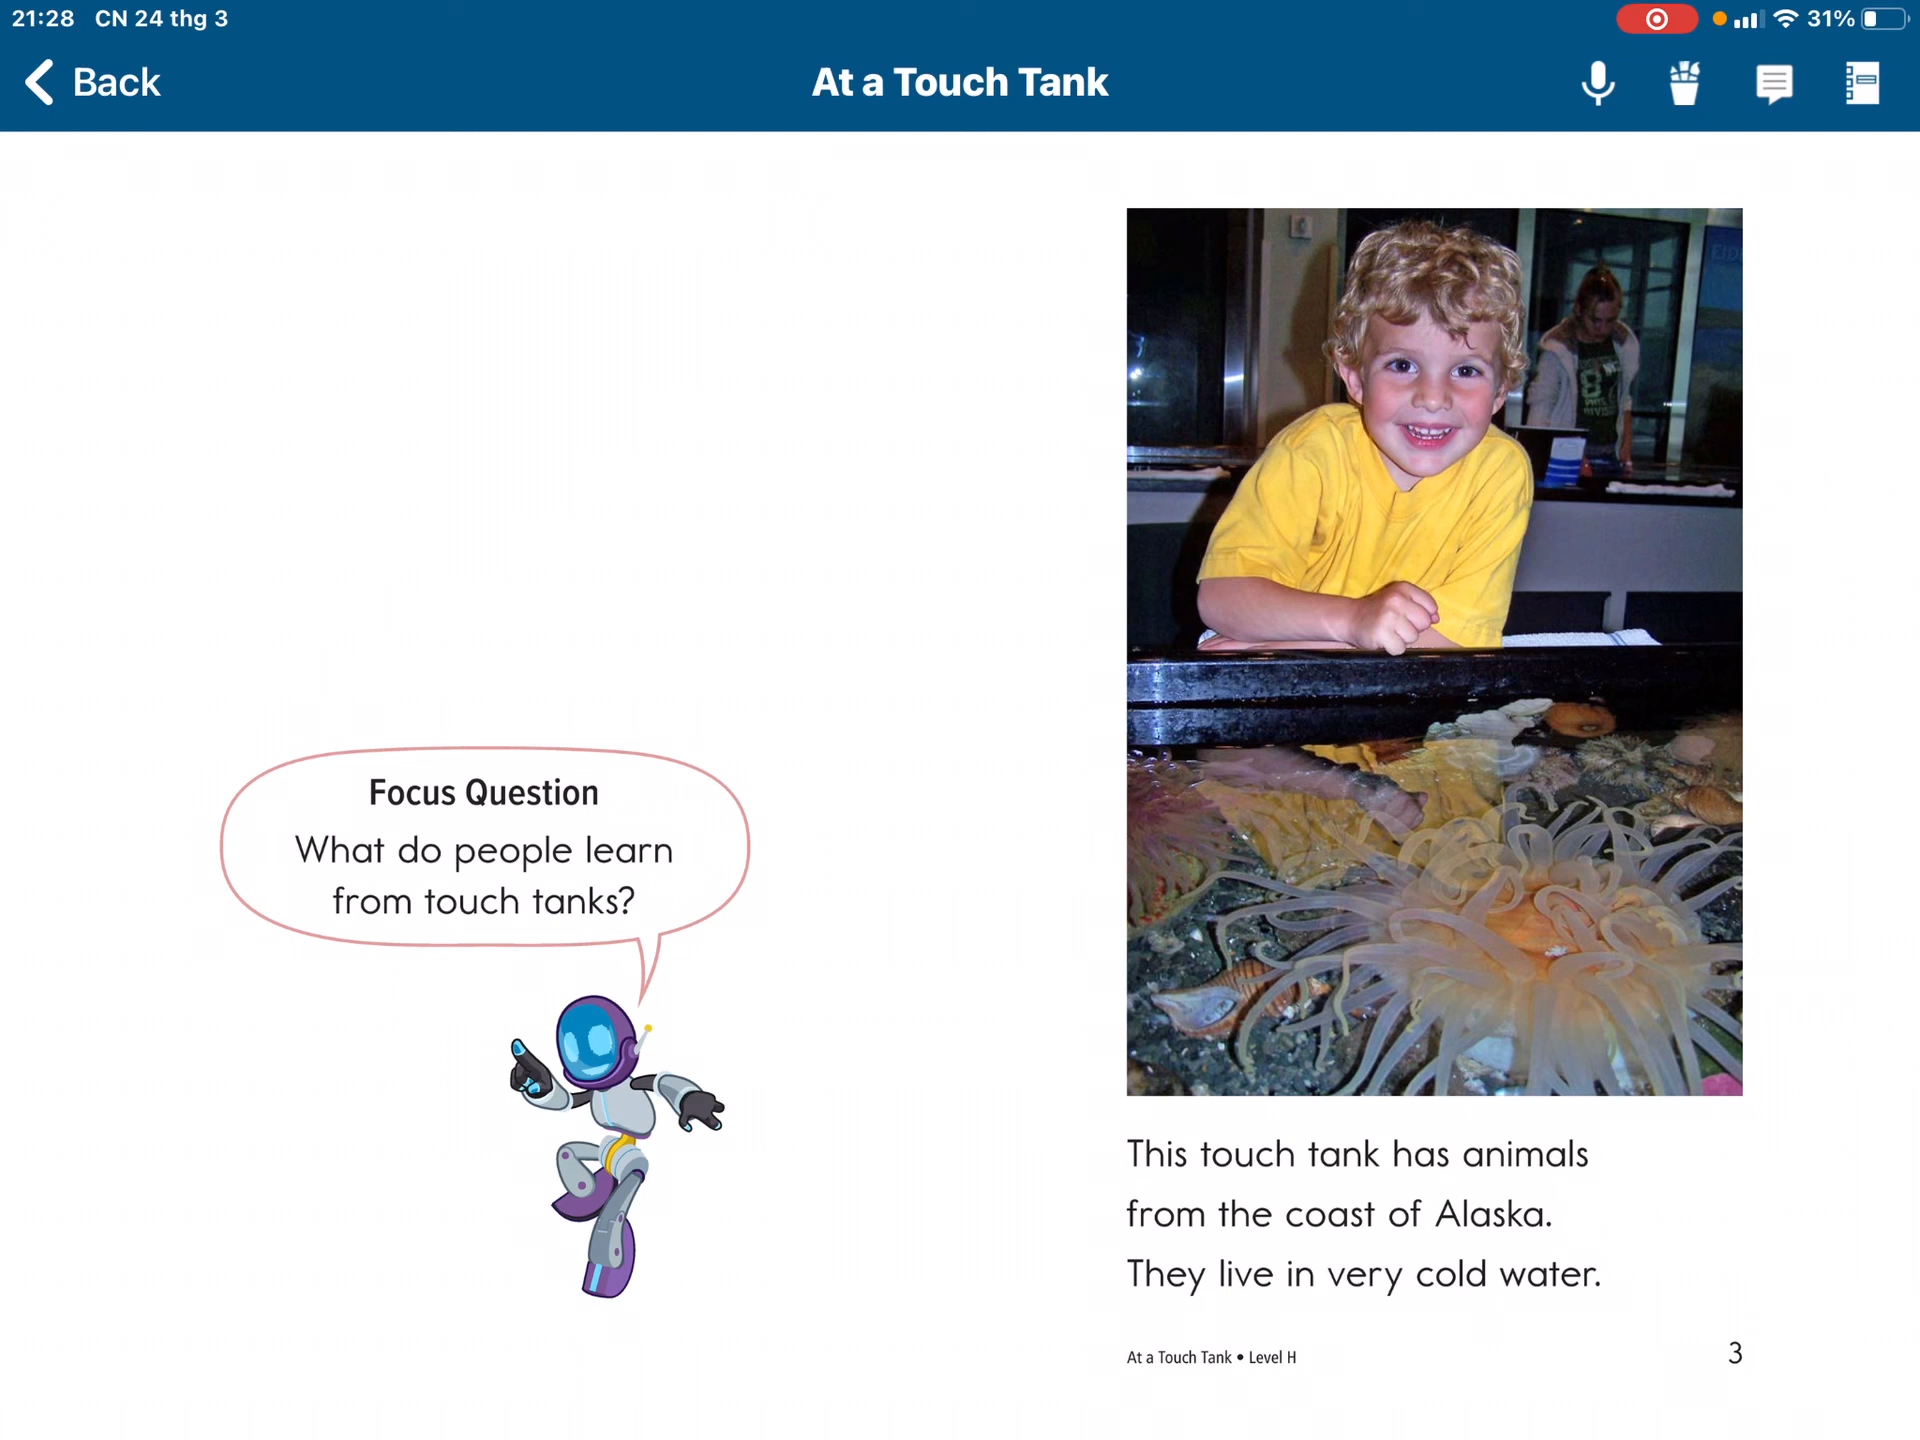 21:28 CN 24 thg 3
31%
Back
At a Touch Tank
Focus Question
What do people learn
from touch tanks?
8
This touch tank has animals
from the coast of Alaska.
They live in very cold water.
At a Touch Tank • Level H
3